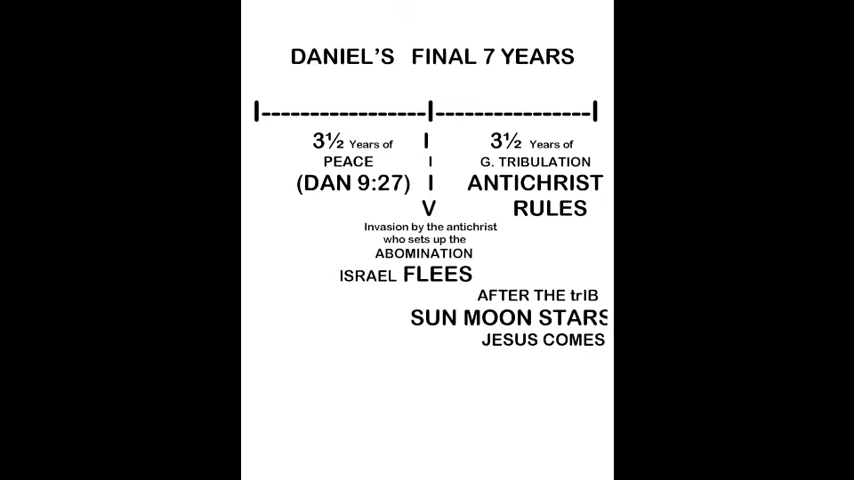 DANIEL'S FINAL 7 YEARS
I-----------------I----------------I
3½ Years of I 3½ Years of
PEACE I G. TRIBULATION
(DAN 9:27) I ANTICHRIST
V RULES
Invasion by the antichrist
who sets up the
ABOMINATION
ISRAEL FLEES
AFTER THE trIB
SUN MOON STARS
JESUS COMES